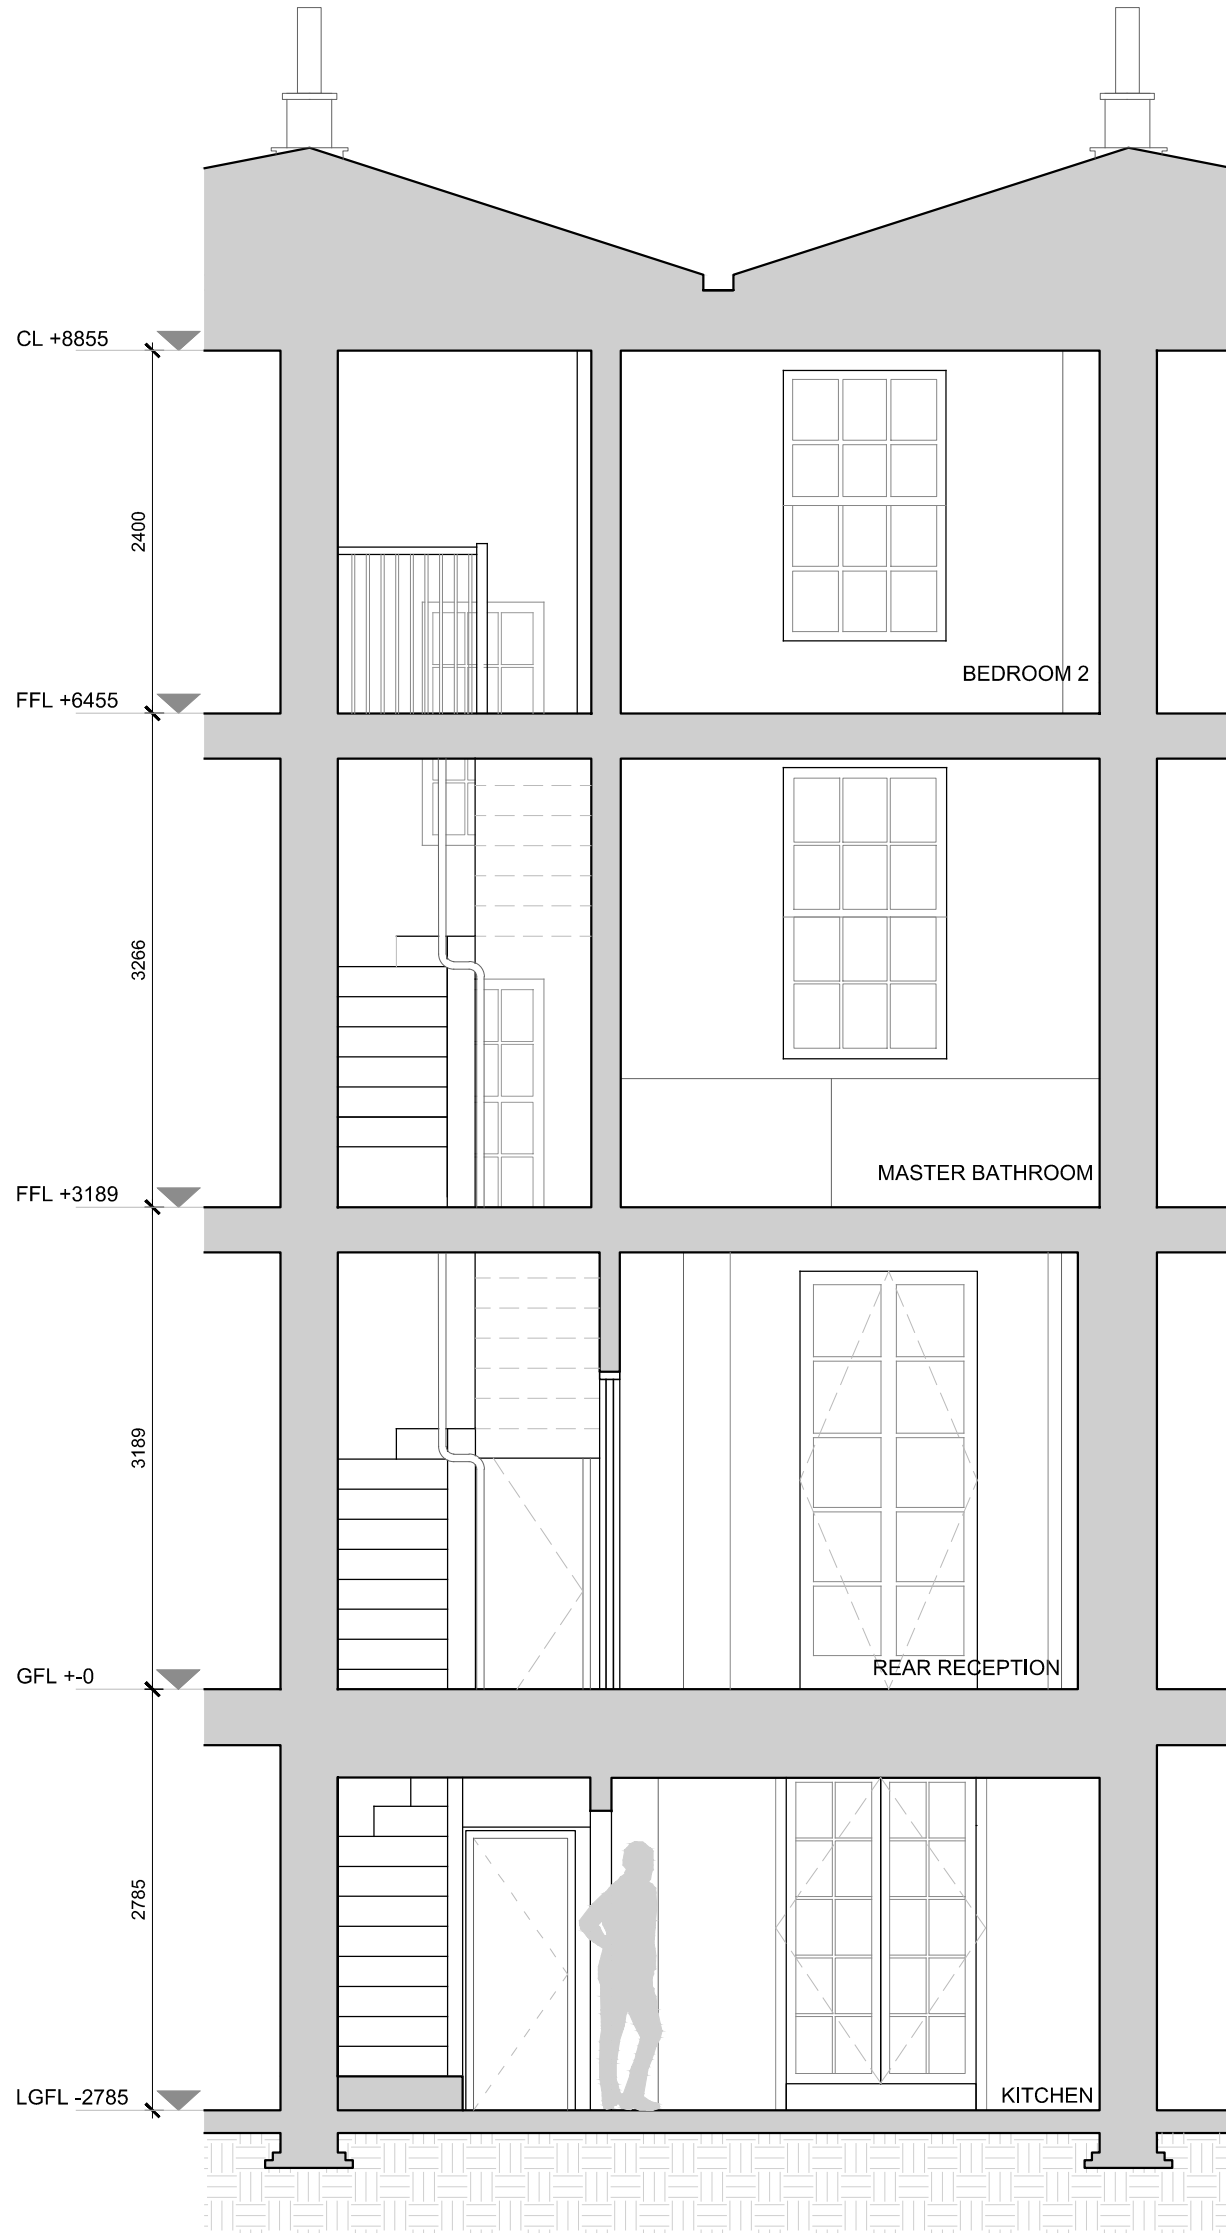 CL +8855
2400
BEDROOM 2
FFL +6455
3266
MASTER BATHROOM
FFL +3189
3189
REAR RECEPTION
GFL +-0
2785
KITCHEN
LGFL -2785